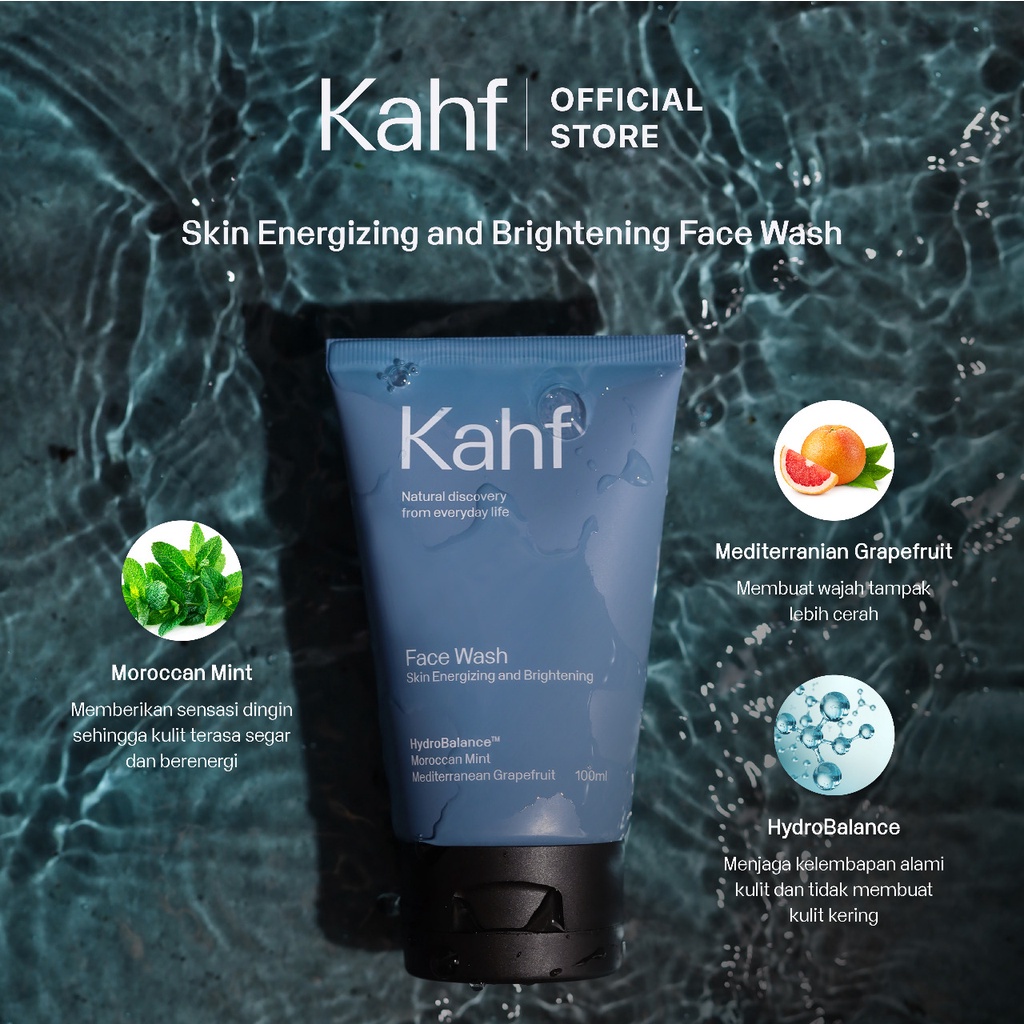 Kahf
OFFICIAL
STORE
Skin Energizing and Brightening Face Wash
Kahf
Natural discovery
from everyday life
Face Wash
Skin Energizing and Brightening
HydroBalance™
Moroccan Mint
Mediterranean Grapefruit 100ml
Moroccan Mint
Memberikan sensasi dingin
sehingga kulit terasa segar
dan berenergi
Mediterranian Grapefruit
Membuat wajah tampak
lebih cerah
HydroBalance
Menjaga kelembapan alami
kulit dan tidak membuat
kulit kering